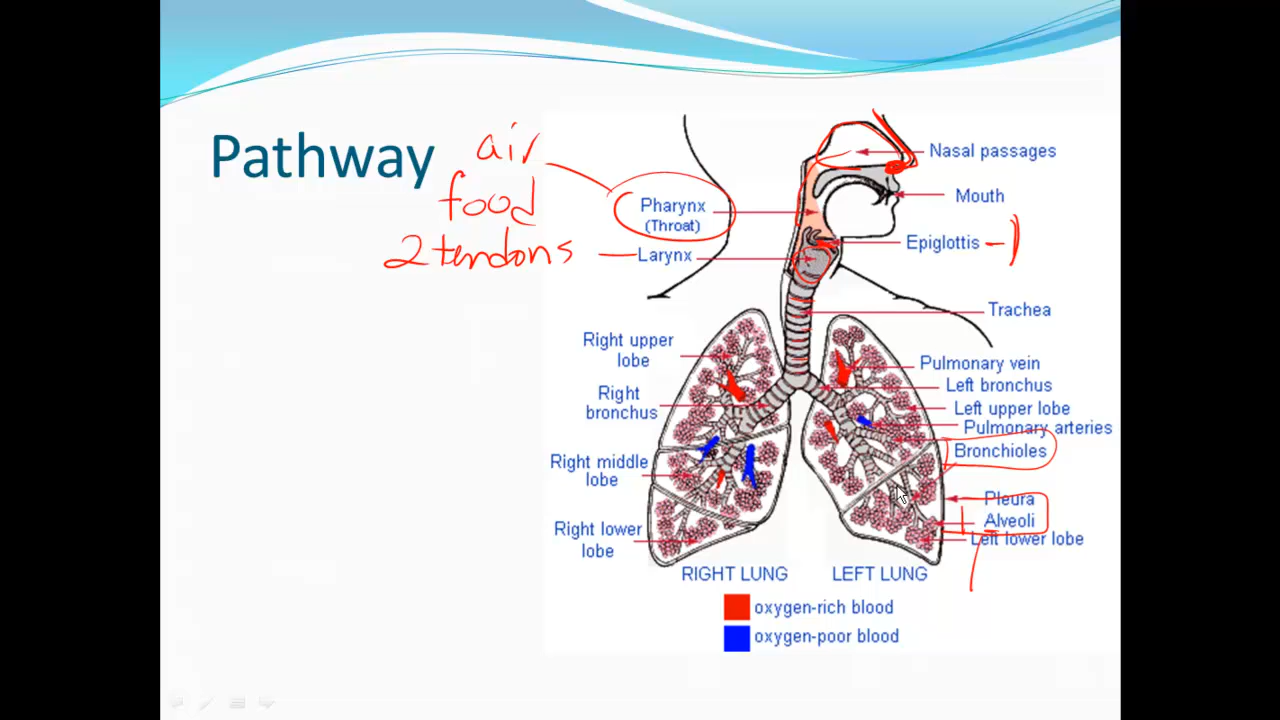 Pathway
air
food
2 tendons
Pharynx
(Throat)
Larynx
Nasal passages
Mouth
Epiglottis
Trachea
Right upper
lobe
Right
bronchus
Right middle
lobe
Right lower
lobe
Pulmonary vein
Left bronchus
Left upper lobe
Pulmonary arteries
Bronchioles
Pleura
Alveoli
Left lower lobe
RIGHT LUNG
LEFT LUNG
oxygen-rich blood
oxygen-poor blood